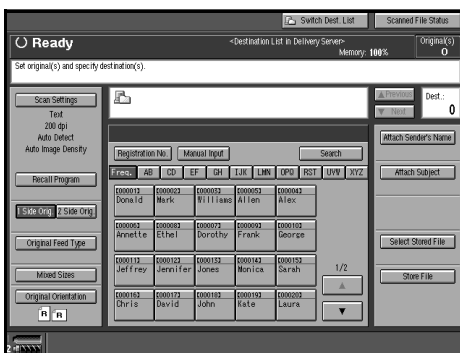 Switch Dest. List
Scanned File Status
Ready
<Destination List in Delivery Server>
Memory: 100%
Original(s)
0
Set original(s) and specify destination(s).
Scan Settings
Text
200 dpi
Auto Detect
Auto Image Density
Recall Program
1 Side Orig.
2 Side Orig.
Original Feed Type
Mixed Sizes
Original Orientation
R R
▲ Previous
▼ Next
Dest.:
0
Registration No.
Manual Input
Search
Freq. AB CD EF GH IJK LMN OPQ RST UVW XYZ
[00001] [00002] [00003] [00005] [00004]
Donald Mark Williams Allen Alex
[00006] [00008] [00007] [00009] [00010]
Annette Ethel Dorothy Frank George
[00011] [00012] [00013] [00014] [00015]
Jeffrey Jennifer Jones Monica Sarah
[00016] [00017] [00018] [00019] [00020]
Chris David John Kate Laura
1/2
▲
▼
Attach Sender's Name
Attach Subject
Select Stored File
Store File